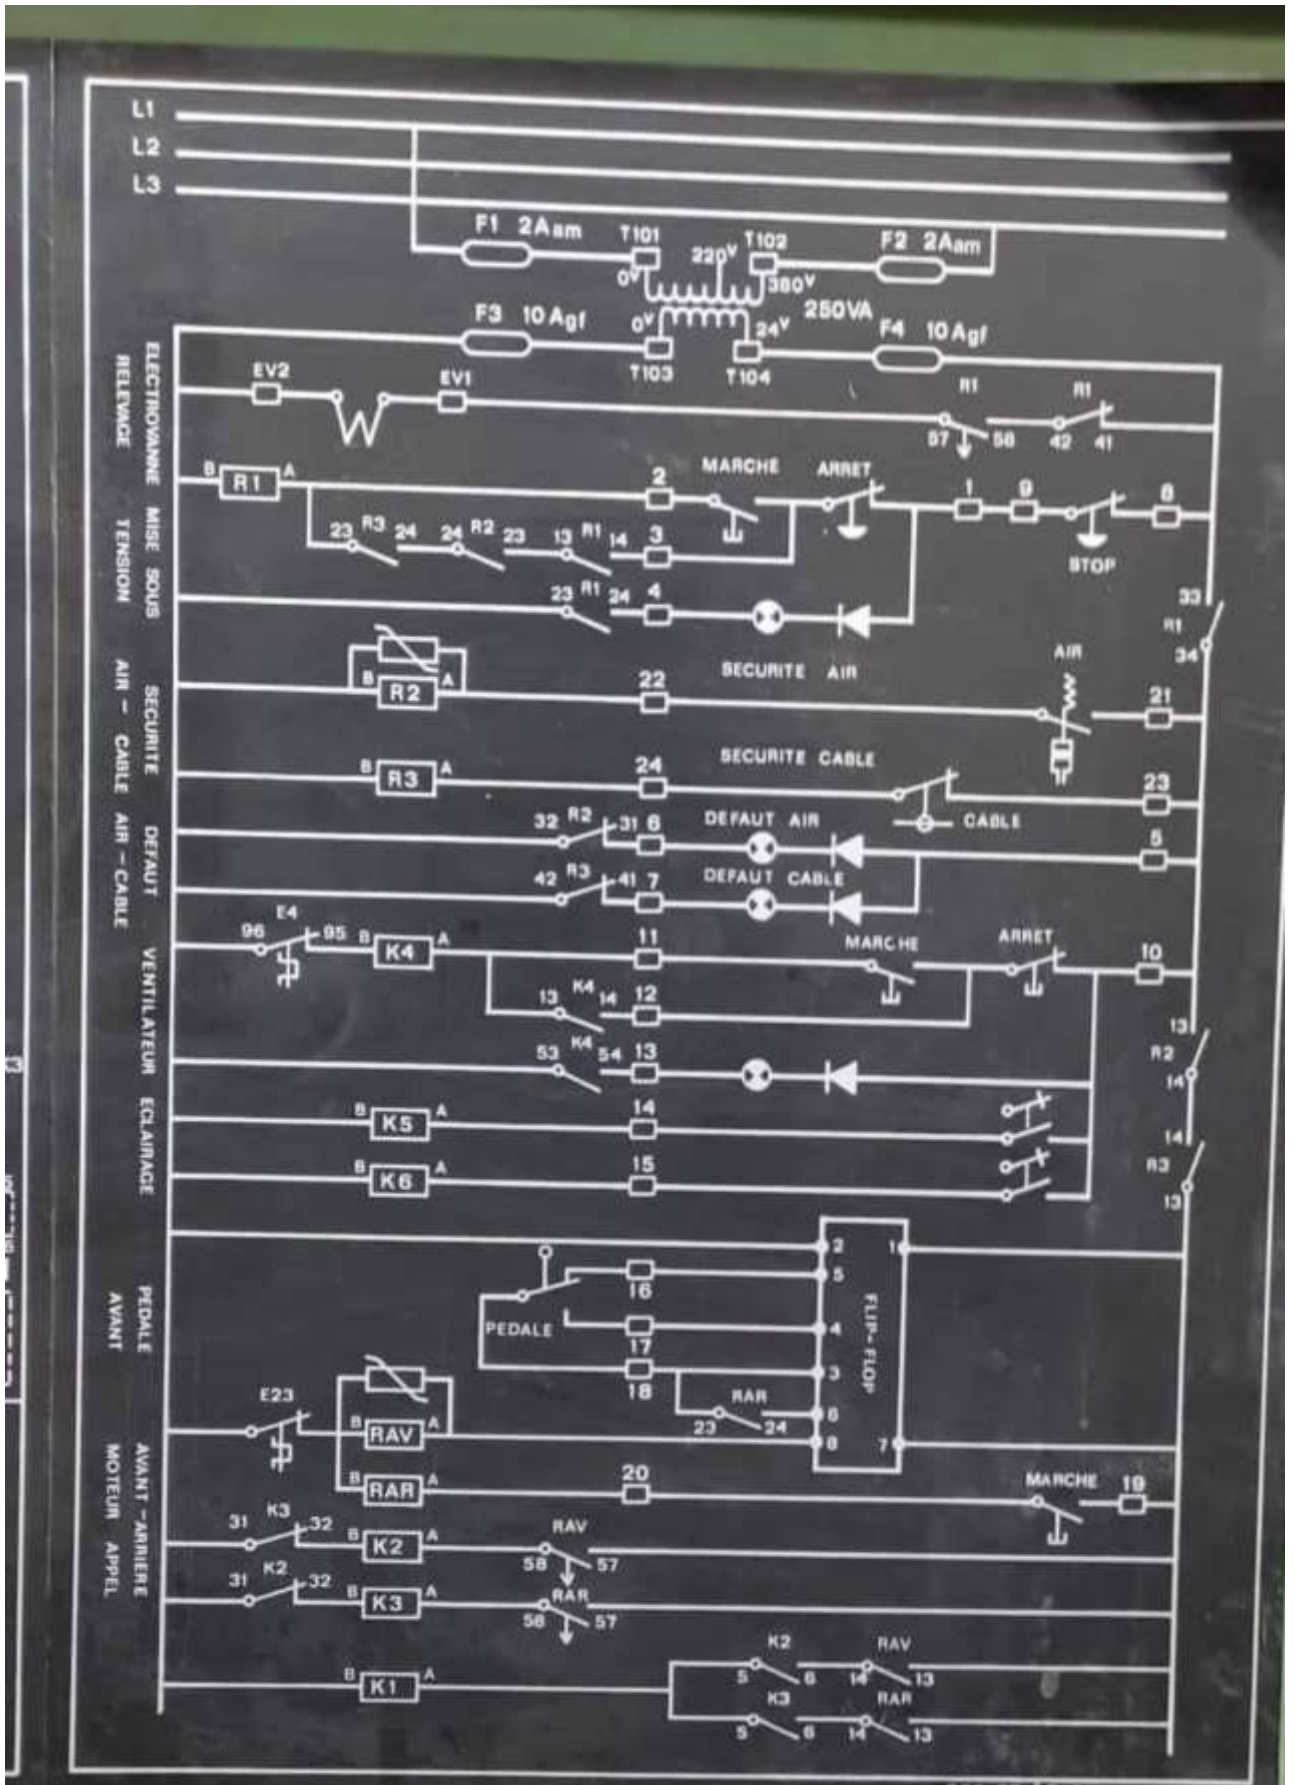 L1
L2
L3
F1 2Aam T101 220V T102 F2 2Aam
0V 380V
250VA
F3 10Agf 0V 24V F4 10Agf
T103 T104
EV2 EV1 R1 R1
57 58 42 41
ELECTROVANNE
RELEVAGE
B R1 A 2 MARCHE ARRET 1 9 8
23 R3 24 24 R2 23 13 R1 14 3 STOP
MISE SOUS
TENSION
23 R1 24 4 33
R1
34
AIR
B R2 A 22 SECURITE AIR 21
SECURITE
AIR - CABLE
B R3 A 24 SECURITE CABLE 23
CABLE
32 R2 31 6 DEFAUT AIR 5
42 R3 41 7 DEFAUT CABLE
DEFAUT
AIR-CABLE
E4
96 95 B K4 A 11 MARCHE ARRET 10
13 K4 14 12 13
R2
14
53 K4 54 13
VENTILATEUR
B K5 A 14 14
R3
13
B K6 A 15
ECLAIRAGE
2 1
5
16
PEDALE 4
17
3
18
RAR
23 24 6
8 7
FLIP-FLOP
PEDALE
AVANT
E23
B RAV A
B RAR A 20 MARCHE 19
31 K3 32 B K2 A RAV
58 57
31 K2 32 B K3 A RAR
58 57
AVANT-ARRIERE
MOTEUR APPEL
K2 RAV
5 6 14 13
B K1 A
K3 RAR
5 6 14 13